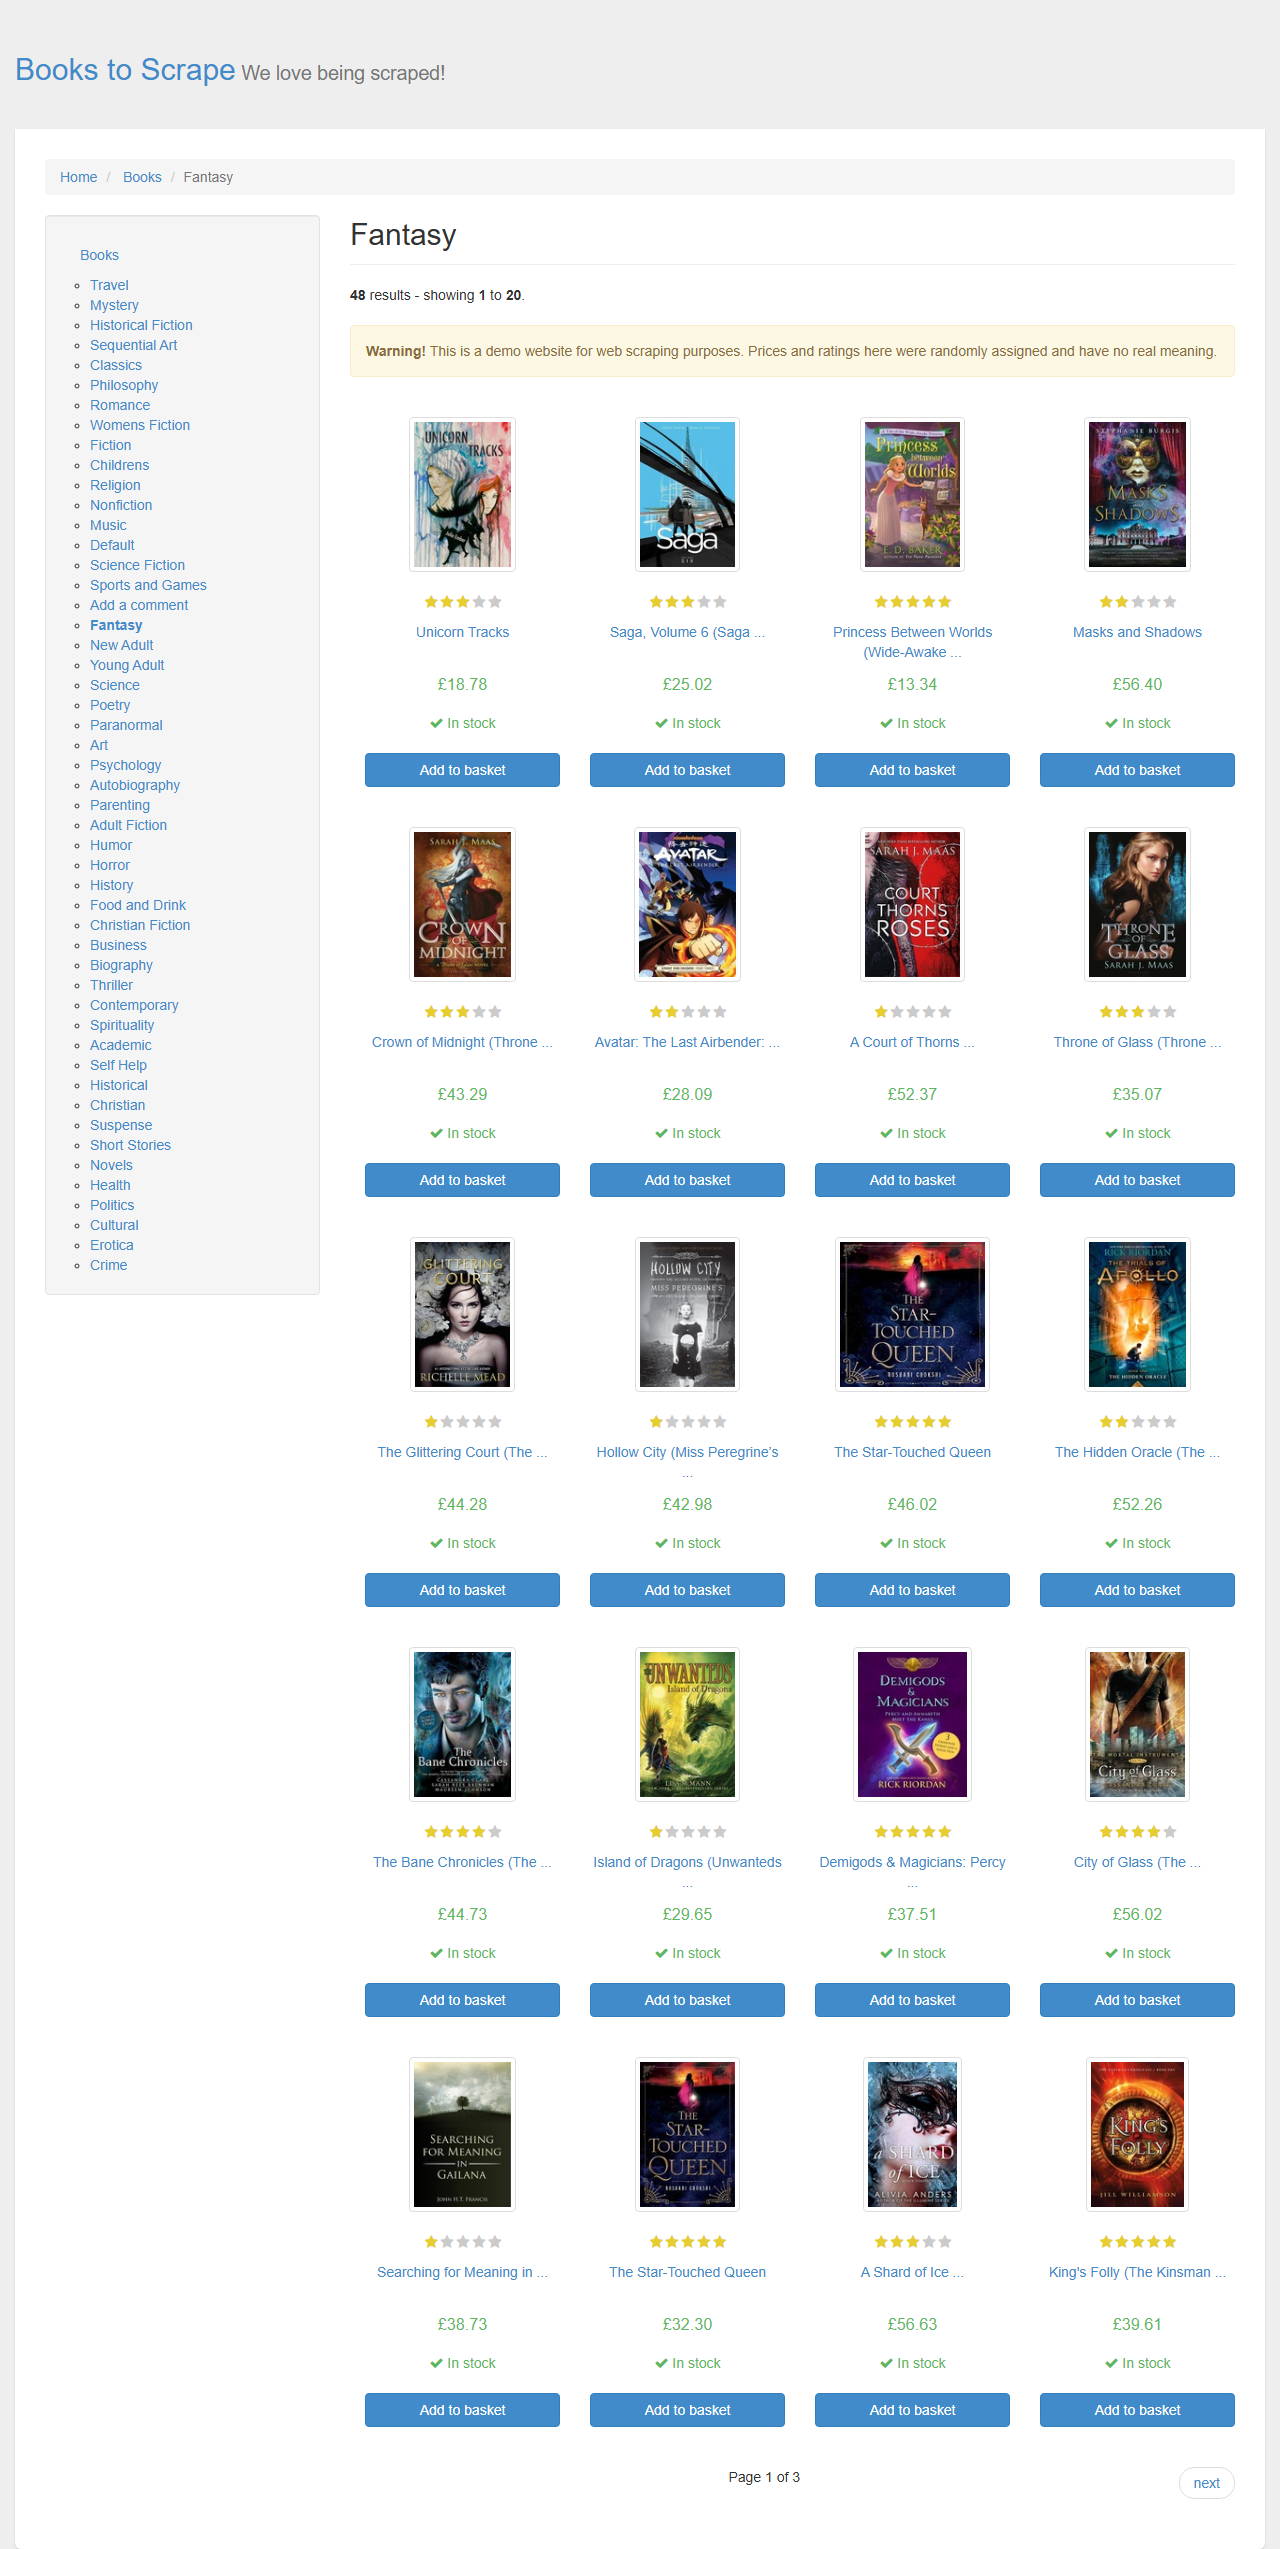 Books to Scrape We love being scraped!
Home / Books / Fantasy
Books
Travel
Mystery
Historical Fiction
Sequential Art
Classics
Philosophy
Romance
Womens Fiction
Fiction
Childrens
Religion
Nonfiction
Music
Default
Science Fiction
Sports and Games
Add a comment
Fantasy
New Adult
Young Adult
Science
Poetry
Paranormal
Art
Psychology
Autobiography
Parenting
Adult Fiction
Humor
Horror
History
Food and Drink
Christian Fiction
Business
Biography
Thriller
Contemporary
Spirituality
Academic
Self Help
Historical
Christian
Suspense
Short Stories
Novels
Health
Politics
Cultural
Erotica
Crime
Fantasy
48 results - showing 1 to 20.
Warning! This is a demo website for web scraping purposes. Prices and ratings here were randomly assigned and have no real meaning.
UNICORN
TRACKS
Unicorn Tracks
£18.78
In stock
Add to basket
Saga
Saga, Volume 6 (Saga ...
£25.02
In stock
Add to basket
Princess
between
Worlds
E. D. BAKER
Princess Between Worlds
(Wide-Awake ...
£13.34
In stock
Add to basket
STEPHANIE BURGIS
MASKS
SHADOWS
Masks and Shadows
£56.40
In stock
Add to basket
SARAH J. MAAS
CROWN
OF
MIDNIGHT
Crown of Midnight (Throne ...
£43.29
In stock
Add to basket
AVATAR
Avatar: The Last Airbender: ...
£28.09
In stock
Add to basket
SARAH J. MAAS
A
COURT
THORNS
ROSES
A Court of Thorns ...
£52.37
In stock
Add to basket
THRONE
OF
GLASS
SARAH J. MAAS
Throne of Glass (Throne ...
£35.07
In stock
Add to basket
GLITTERING
COURT
RICHELLE MEAD
The Glittering Court (The ...
£44.28
In stock
Add to basket
HOLLOW CITY
MISS PEREGRINE'S
Hollow City (Miss Peregrine's
...
£42.98
In stock
Add to basket
THE
STAR-
TOUCHED
QUEEN
ROSHANI CHOKSHI
The Star-Touched Queen
£46.02
In stock
Add to basket
RICK RIORDAN
THE TRIALS OF
APOLLO
THE HIDDEN ORACLE
The Hidden Oracle (The ...
£52.26
In stock
Add to basket
The
Bane Chronicles
The Bane Chronicles (The ...
£44.73
In stock
Add to basket
UNWANTEDS
Island of Dragons
LISA MCMANN
Island of Dragons (Unwanteds
...
£29.65
In stock
Add to basket
DEMIGODS
&
MAGICIANS
PERCY AND ANNABETH
MEET THE KANES
RICK RIORDAN
Demigods & Magicians: Percy
...
£37.51
In stock
Add to basket
City of Glass
City of Glass (The ...
£56.02
In stock
Add to basket
SEARCHING
FOR MEANING
IN
GAILANA
JOHN H.T. FRANCIS
Searching for Meaning in ...
£38.73
In stock
Add to basket
THE
STAR-
TOUCHED
QUEEN
ROSHANI CHOKSHI
The Star-Touched Queen
£32.30
In stock
Add to basket
a SHARD
of ICE
ALIVIA ANDERS
A Shard of Ice ...
£56.63
In stock
Add to basket
KING'S
FOLLY
JILL WILLIAMSON
King's Folly (The Kinsman ...
£39.61
In stock
Add to basket
Page 1 of 3
next